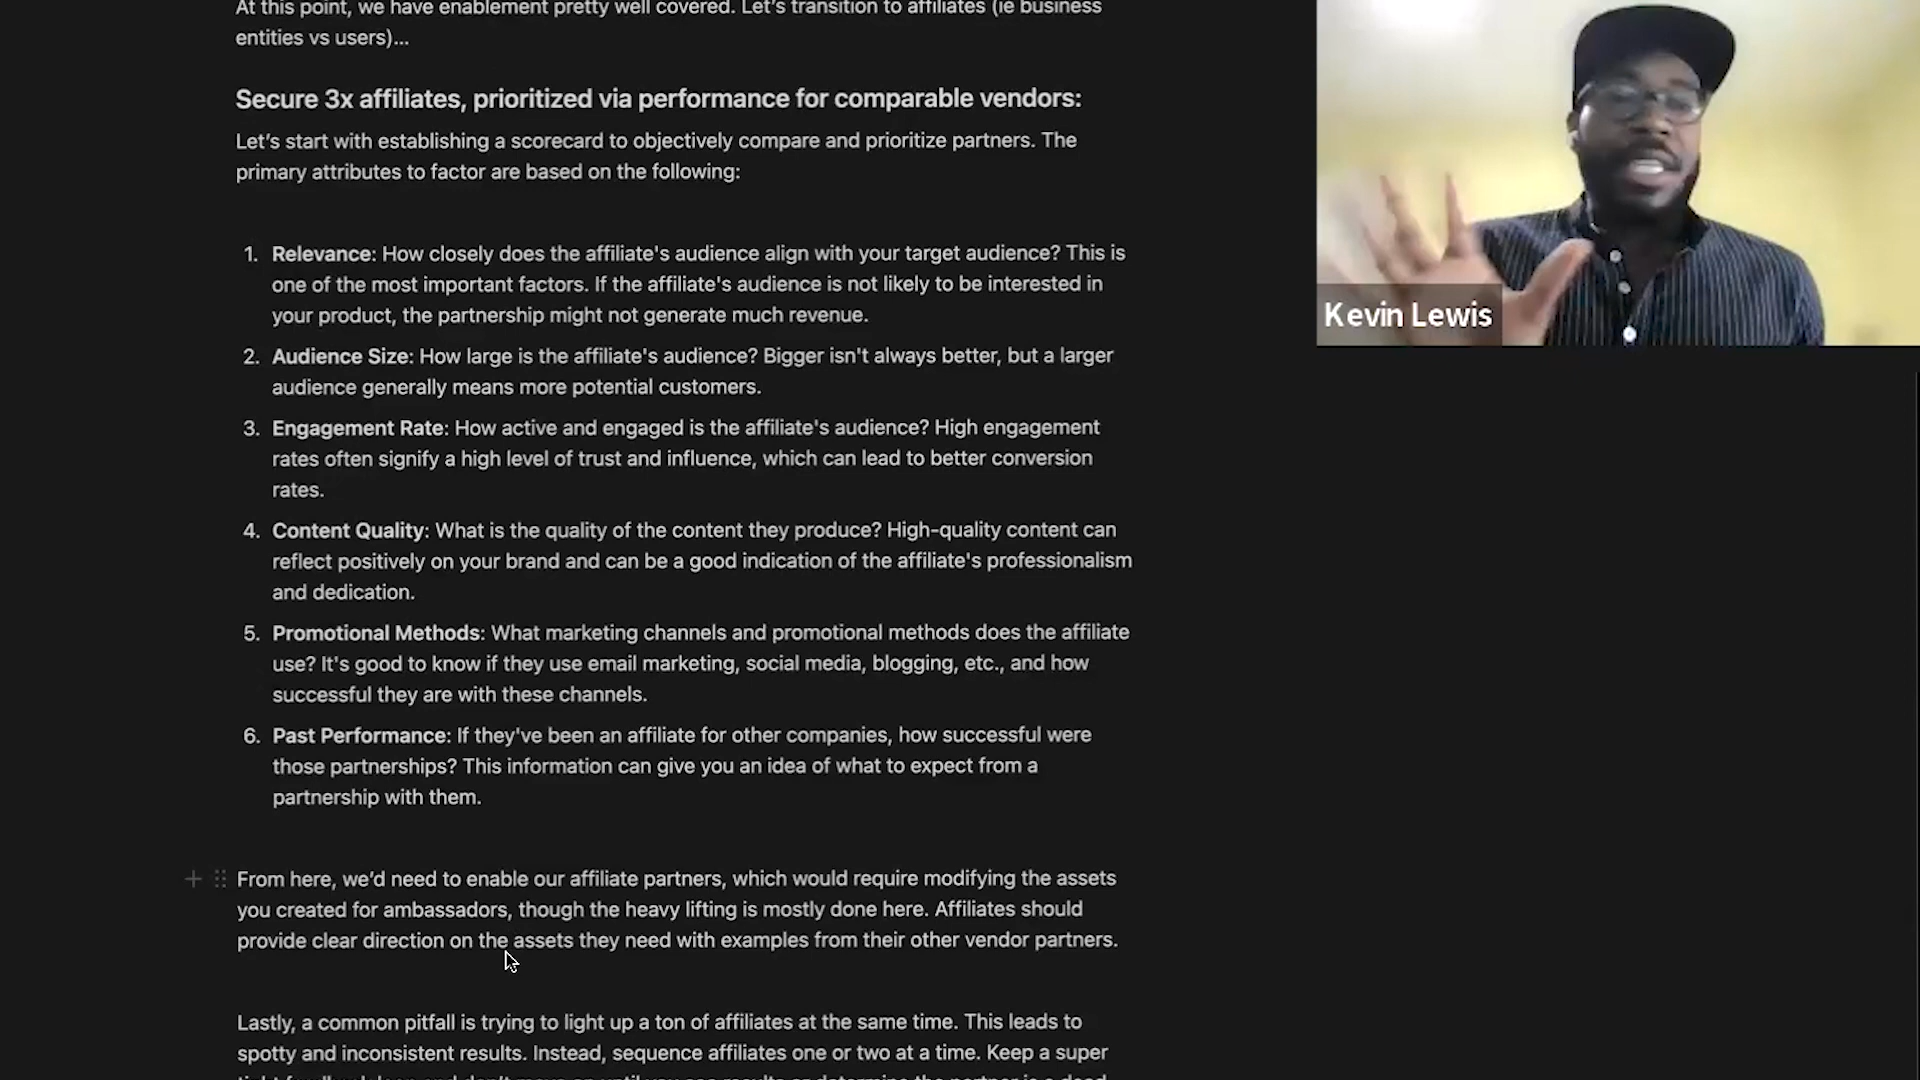 At this point, we have enablement pretty well covered. Let's transition to affiliates (ie business
entities vs users)...
Secure 3x affiliates, prioritized via performance for comparable vendors:
Let's start with establishing a scorecard to objectively compare and prioritize partners. The
primary attributes to factor are based on the following:
1. Relevance: How closely does the affiliate's audience align with your target audience? This is
one of the most important factors. If the affiliate's audience is not likely to be interested in
your product, the partnership might not generate much revenue.
2. Audience Size: How large is the affiliate's audience? Bigger isn't always better, but a larger
audience generally means more potential customers.
3. Engagement Rate: How active and engaged is the affiliate's audience? High engagement
rates often signify a high level of trust and influence, which can lead to better conversion
rates.
4. Content Quality: What is the quality of the content they produce? High-quality content can
reflect positively on your brand and can be a good indication of the affiliate's professionalism
and dedication.
5. Promotional Methods: What marketing channels and promotional methods does the affiliate
use? It's good to know if they use email marketing, social media, blogging, etc., and how
successful they are with these channels.
6. Past Performance: If they've been an affiliate for other companies, how successful were
those partnerships? This information can give you an idea of what to expect from a
partnership with them.
From here, we'd need to enable our affiliate partners, which would require modifying the assets
you created for ambassadors, though the heavy lifting is mostly done here. Affiliates should
provide clear direction on the assets they need with examples from their other vendor partners.
Lastly, a common pitfall is trying to light up a ton of affiliates at the same time. This leads to
spotty and inconsistent results. Instead, sequence affiliates one or two at a time. Keep a super
Kevin Lewis